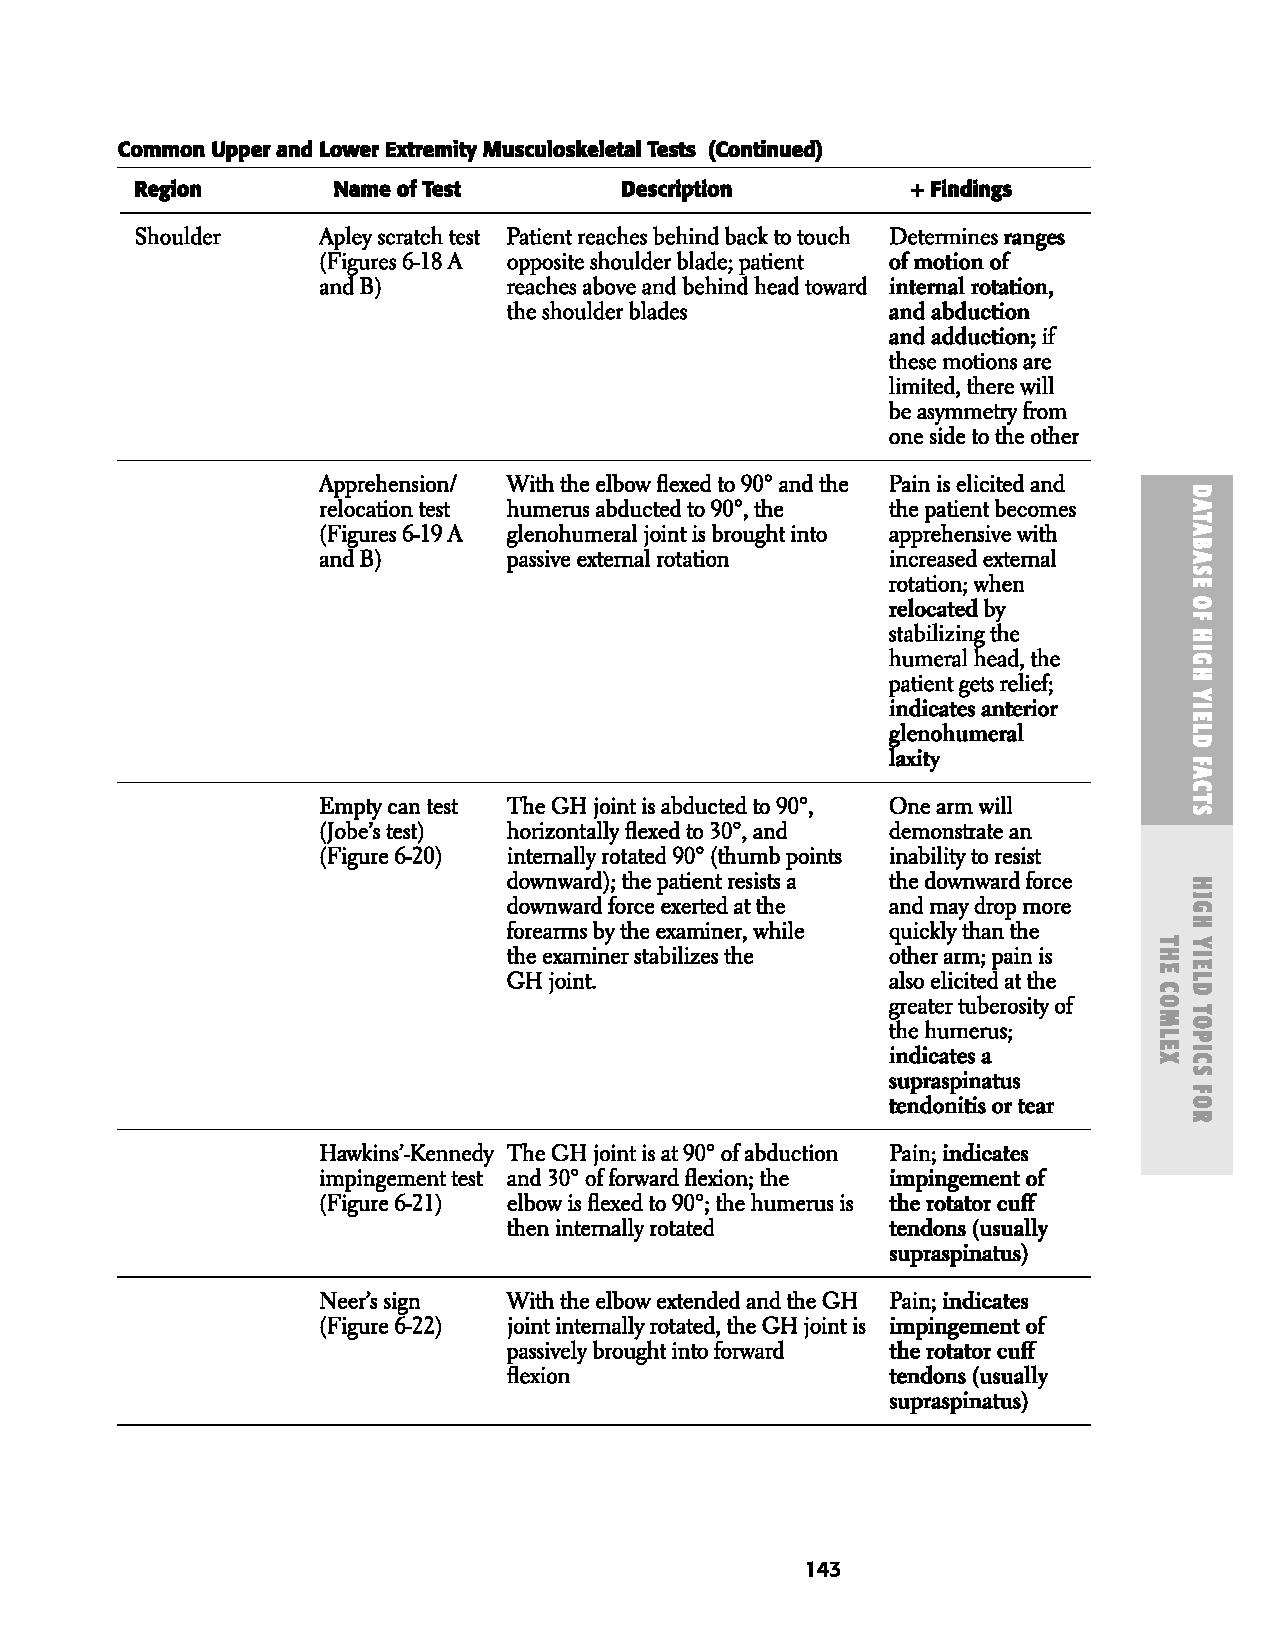 Common Upper and Lower Extremity Musculoskeletal Tests (Continued)
Region Name of Test Description + Findings
Shoulder Apley scratch test Patient reaches behind back to touch Determines ranges
(Figures 6-18 A opposite shoulder blade; patient of motion of
and B) reaches above and behind head toward internal rotation,
the shoulder blades and abduction
and adduction; if
these motions are
limited, there will
be asymmetry from
one side to the other
Apprehension/ With the elbow flexed to 90° and the Pain is elicited and
relocation test humerus abducted to 90°, the the patient becomes
(Figures 6-19 A glenohumeral joint is brought into apprehensive with
and B) passive external rotation increased external
rotation; when
relocated by
stabilizing the
humeral head, the
patient gets relief;
indicates anterior
glenohumeral
laxity
Empty can test The GH joint is abducted to 90°, One arm will
(Jobe's test) horizontally flexed to 30°, and demonstrate an
(Figure 6-20) internally rotated 90° (thumb points inability to resist
downward); the patient resists a the downward force
downward force exerted at the and may drop more
forearms by the examiner, while quickly than the
the examiner stabilizes the other arm; pain is
GH joint. also elicited at the
greater tuberosity of
the humerus;
indicates a
supraspinatus
tendonitis or tear
Hawkins'-Kennedy The GH joint is at 90° of abduction Pain; indicates
impingement test and 30° of forward flexion; the impingement of
(Figure 6-21) elbow is flexed to 90°; the humerus is the rotator cuff
then internally rotated tendons (usually
supraspinatus)
Neer's sign With the elbow extended and the GH Pain; indicates
(Figure 6-22) joint internally rotated, the GH joint is impingement of
passively brought into forward the rotator cuff
flexion tendons (usually
supraspinatus)
DATABASE OF HIGH YIELD FACTS
HIGH YIELD TOPICS FOR
THE COMLEX
143